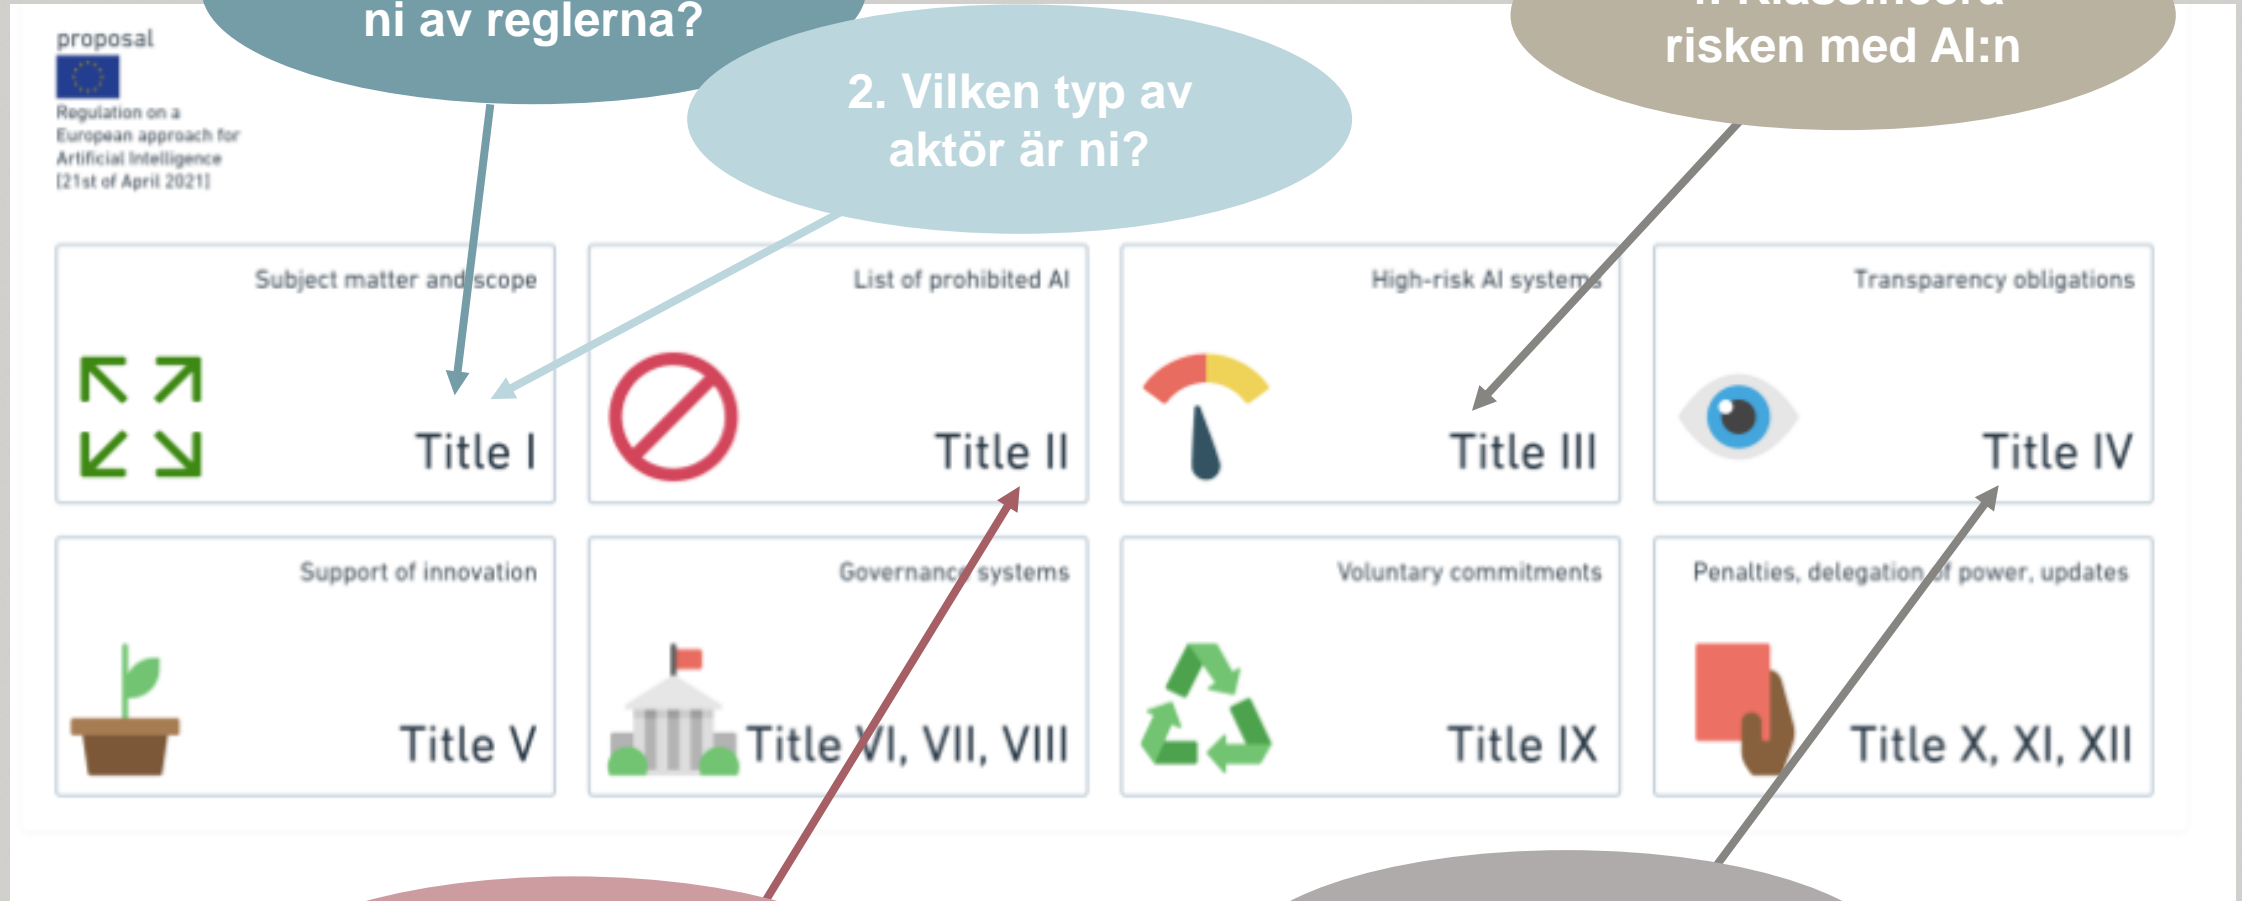 ni av reglerna?
2. Vilken typ av
aktör är ni?
risken med AI:n
proposal
Regulation on a
European approach for
Artificial Intelligence
[21st of April 2021]
Subject matter and scope
Title I
List of prohibited AI
Title II
High-risk AI systems
Title III
Transparency obligations
Title IV
Support of innovation
Title V
Governance systems
Title VI, VII, VIII
Voluntary commitments
Title IX
Penalties, delegation of power, updates
Title X, XI, XII